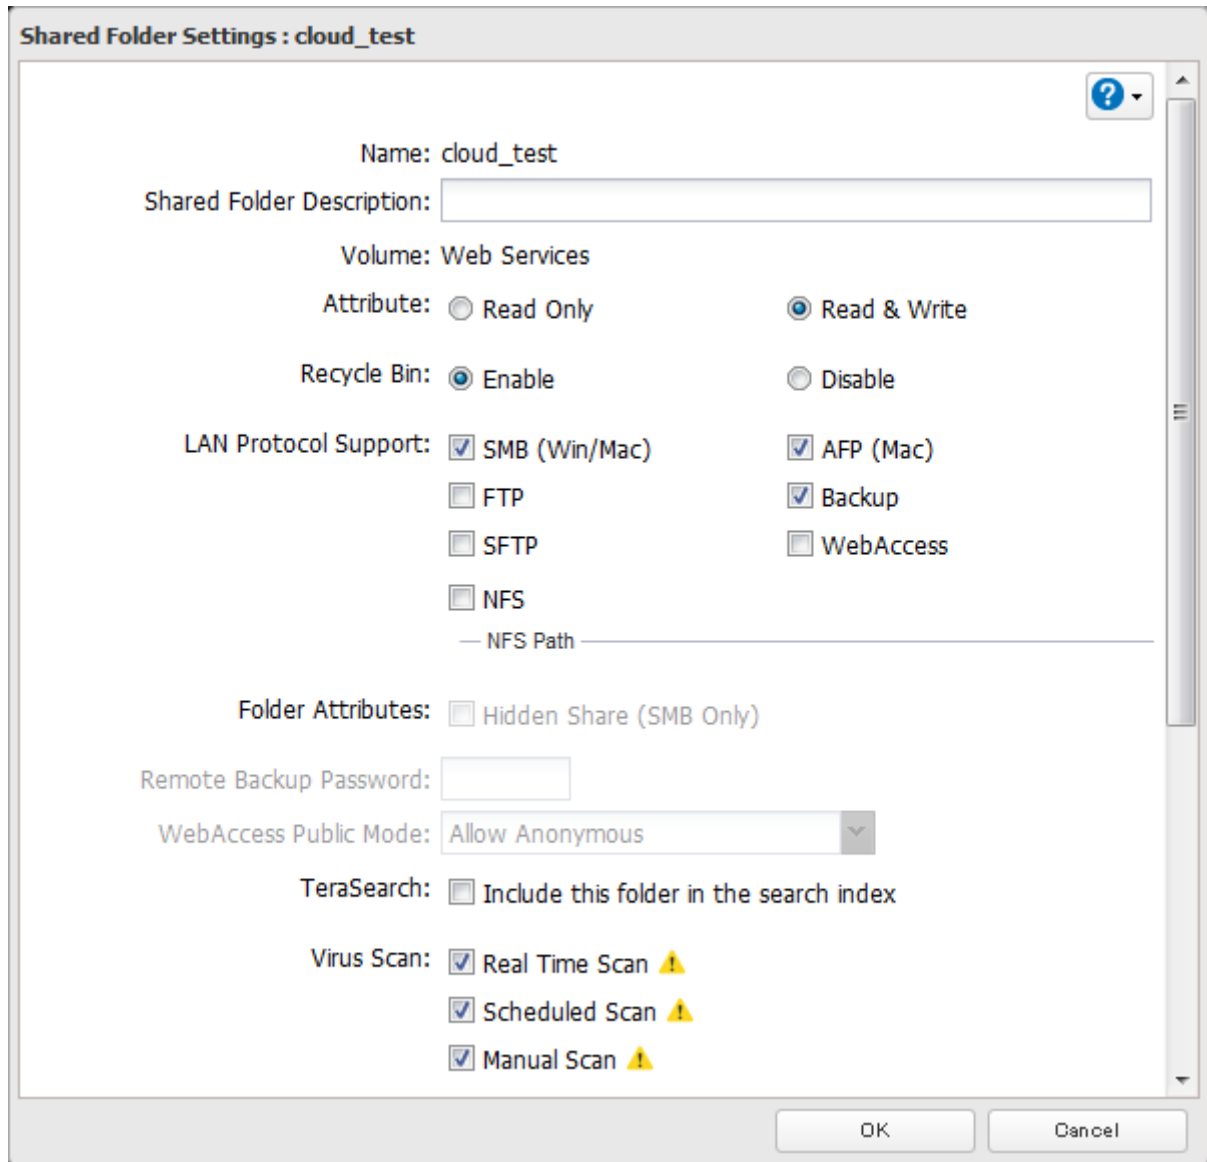 Shared Folder Settings : cloud_test
?
Name: cloud_test
Shared Folder Description:
Volume: Web Services
Attribute: Read Only Read & Write
Recycle Bin: Enable Disable
LAN Protocol Support: SMB (Win/Mac) AFP (Mac)
FTP Backup
SFTP WebAccess
NFS
NFS Path
Folder Attributes: Hidden Share (SMB Only)
Remote Backup Password:
WebAccess Public Mode: Allow Anonymous
TeraSearch: Include this folder in the search index
Virus Scan: Real Time Scan
Scheduled Scan
Manual Scan
OK Cancel